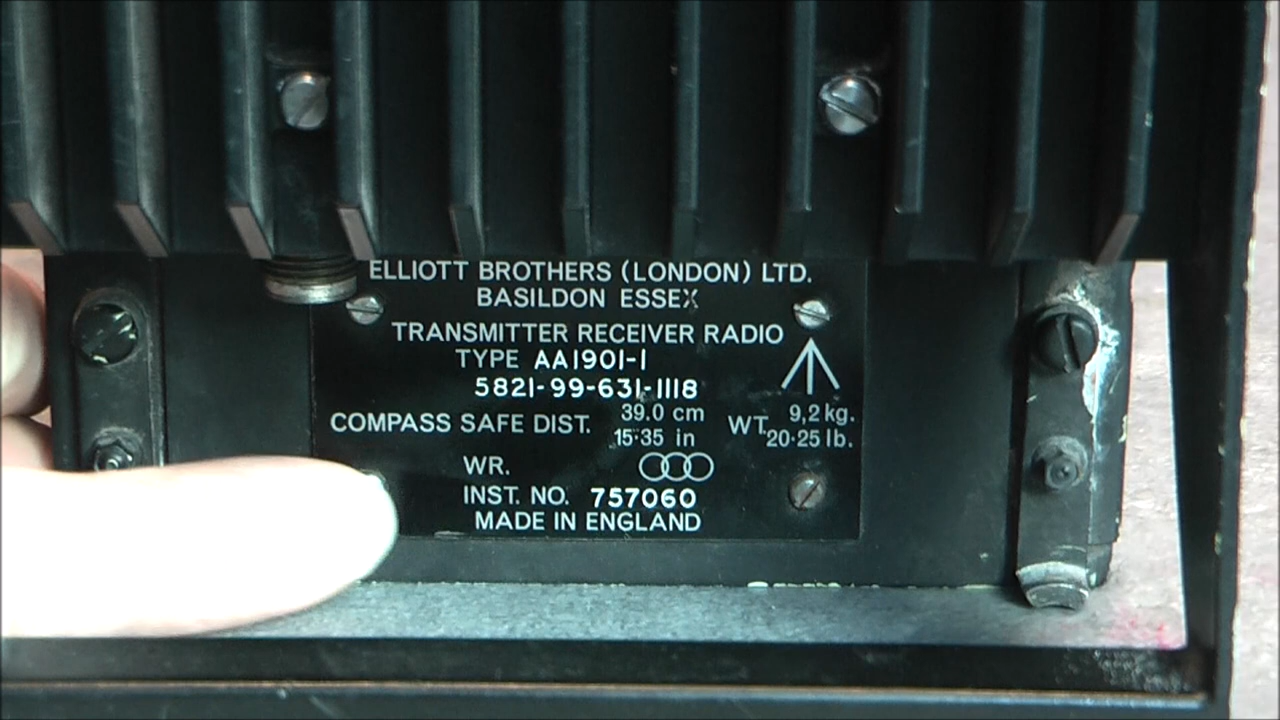 ELLIOTT BROTHERS (LONDON) LTD.
BASILDON ESSEX
TRANSMITTER RECEIVER RADIO
TYPE AA1901-1
5821-99-631-1118
COMPASS SAFE DIST. 39.0 cm WT. 9,2 kg.
15·35 in 20·25 lb.
WR.
INST. NO. 757060
MADE IN ENGLAND